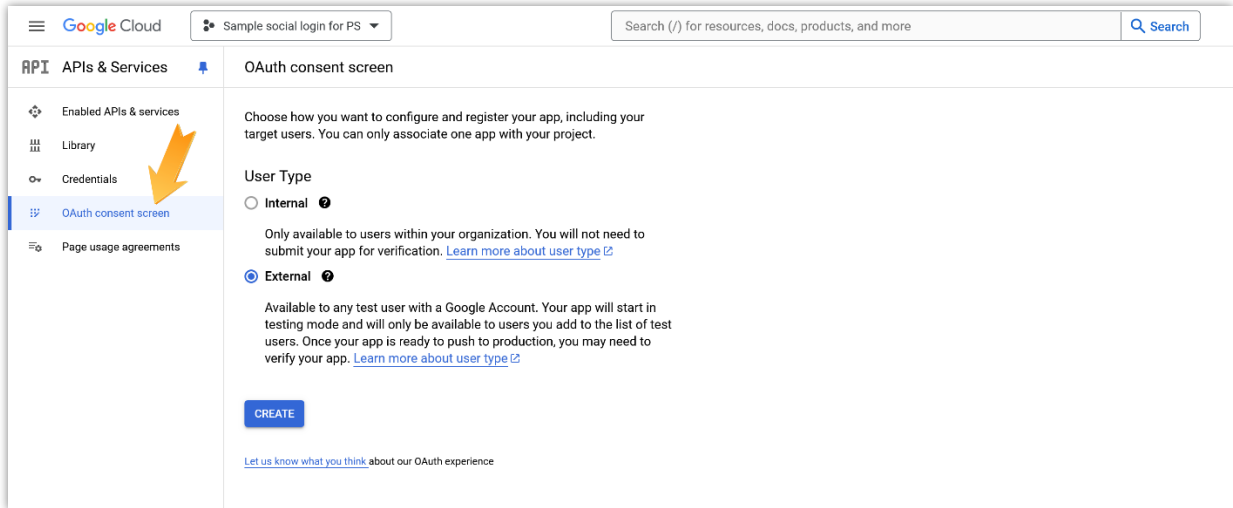 Google Cloud
Sample social login for PS
Search (/) for resources, docs, products, and more
Search
API APIs & Services
OAuth consent screen
Enabled APIs & services
Library
Credentials
OAuth consent screen
Page usage agreements
Choose how you want to configure and register your app, including your
target users. You can only associate one app with your project.
User Type
Internal
Only available to users within your organization. You will not need to
submit your app for verification. Learn more about user type
External
Available to any test user with a Google Account. Your app will start in
testing mode and will only be available to users you add to the list of test
users. Once your app is ready to push to production, you may need to
verify your app. Learn more about user type
CREATE
Let us know what you think about our OAuth experience